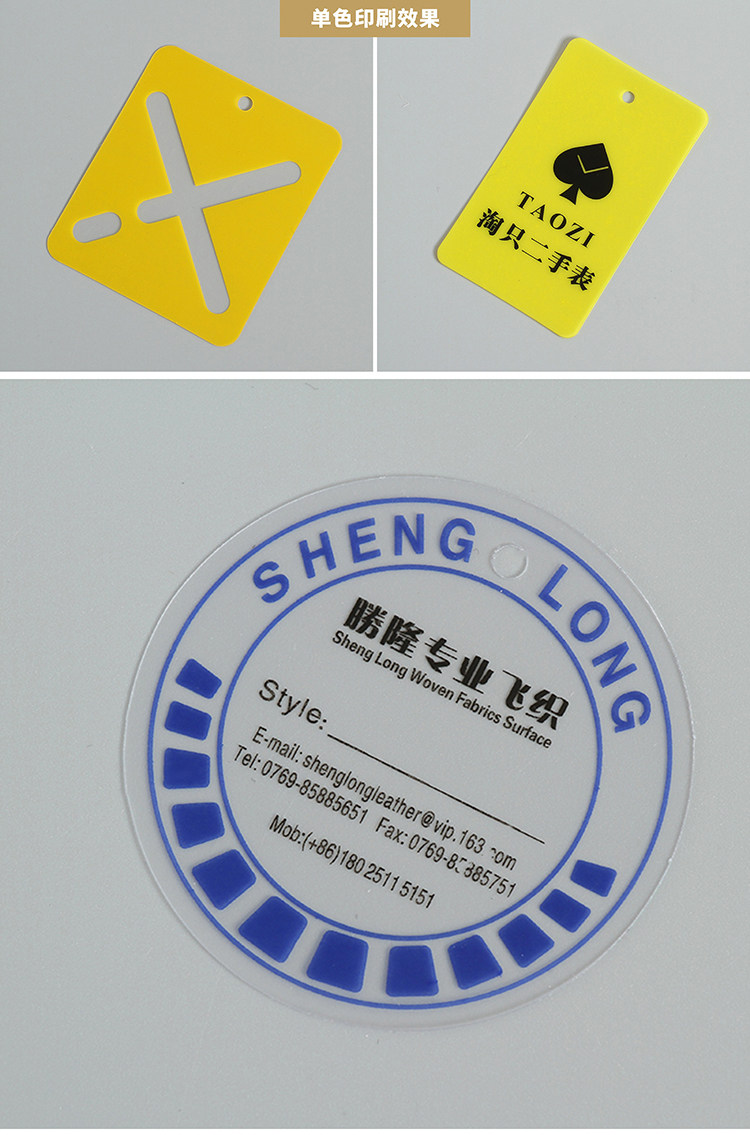 单色印刷效果
TAOZI
淘只二手表
SHENG LONG
勝隆专业飞织
Sheng Long Woven Fabrics Surface
Style:
E-mail: shenglongleather@vip.163.com
Tel: 0769-85885651 Fax: 0769-85885751
Mob:(+86)180 2511 5151